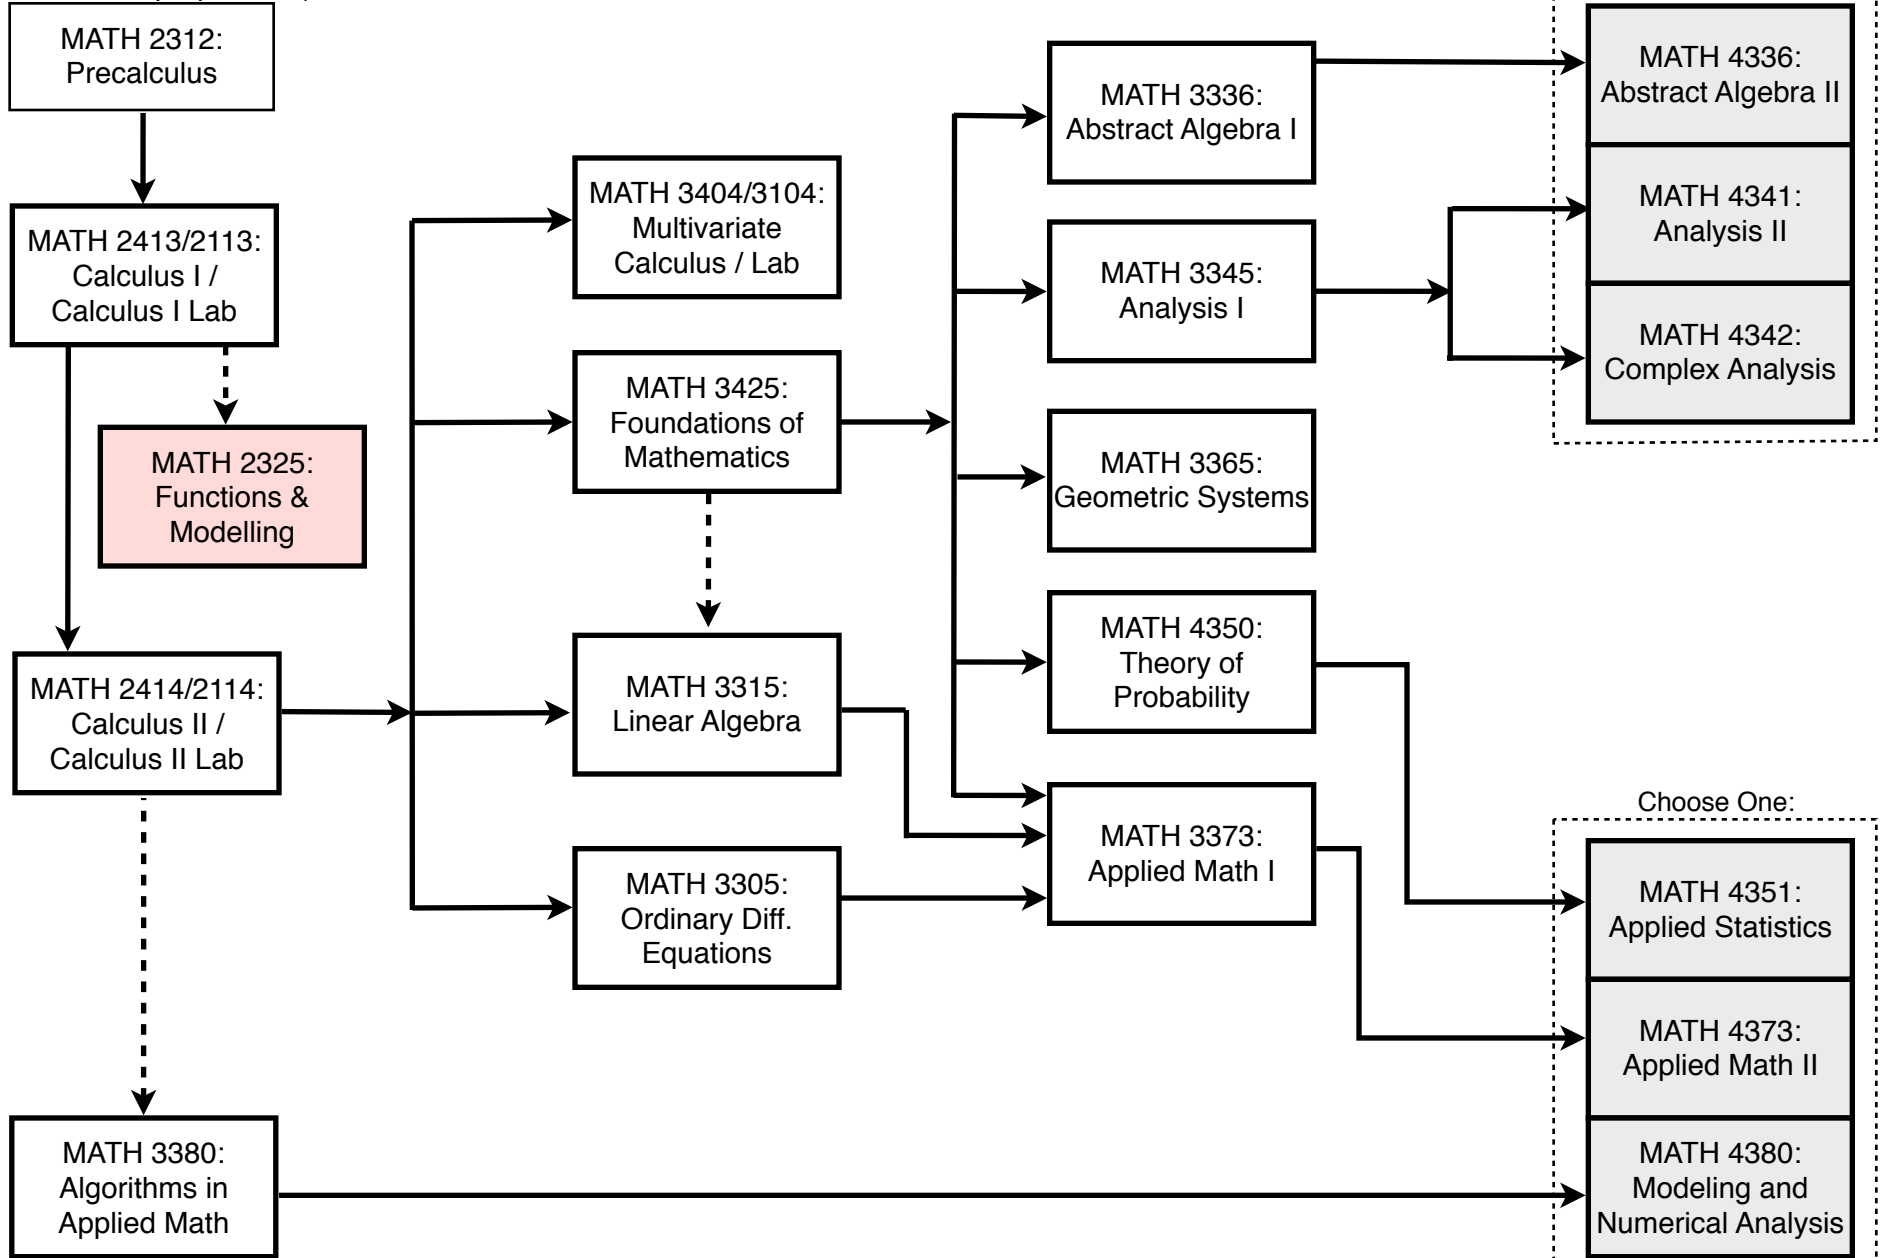 MATH 2312:
Precalculus
MATH 2413/2113:
Calculus I /
Calculus I Lab
MATH 2325:
Functions &
Modelling
MATH 2414/2114:
Calculus II /
Calculus II Lab
MATH 3380:
Algorithms in
Applied Math
MATH 3404/3104:
Multivariate
Calculus / Lab
MATH 3425:
Foundations of
Mathematics
MATH 3315:
Linear Algebra
MATH 3305:
Ordinary Diff.
Equations
MATH 3336:
Abstract Algebra I
MATH 3345:
Analysis I
MATH 3365:
Geometric Systems
MATH 4350:
Theory of
Probability
MATH 3373:
Applied Math I
MATH 4336:
Abstract Algebra II
MATH 4341:
Analysis II
MATH 4342:
Complex Analysis
Choose One:
MATH 4351:
Applied Statistics
MATH 4373:
Applied Math II
MATH 4380:
Modeling and
Numerical Analysis